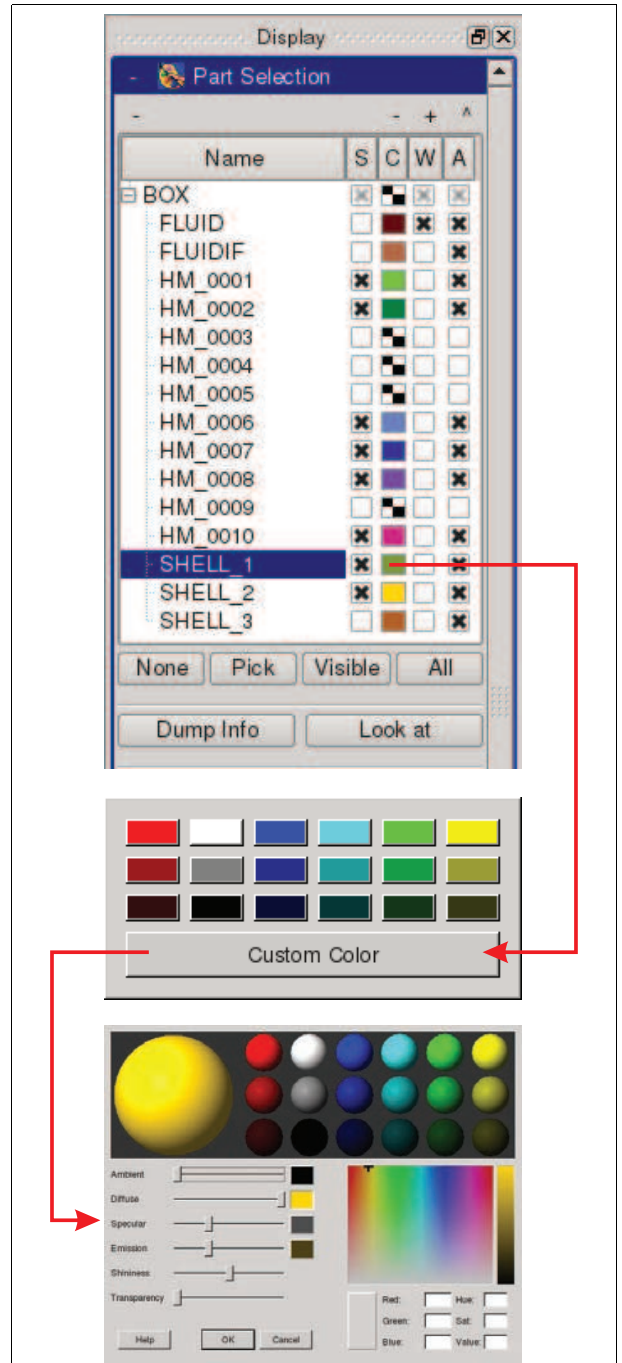 Display
- Part Selection
- - + ^
Name S C W A
BOX
FLUID
FLUIDIF
HM_0001
HM_0002
HM_0003
HM_0004
HM_0005
HM_0006
HM_0007
HM_0008
HM_0009
HM_0010
SHELL_1
SHELL_2
SHELL_3
None Pick Visible All
Dump Info Look at
Custom Color
Ambient
Diffuse
Specular
Emission
Shininess
Transparency
Red: Hue:
Green: Sat:
Blue: Value:
Help OK Cancel